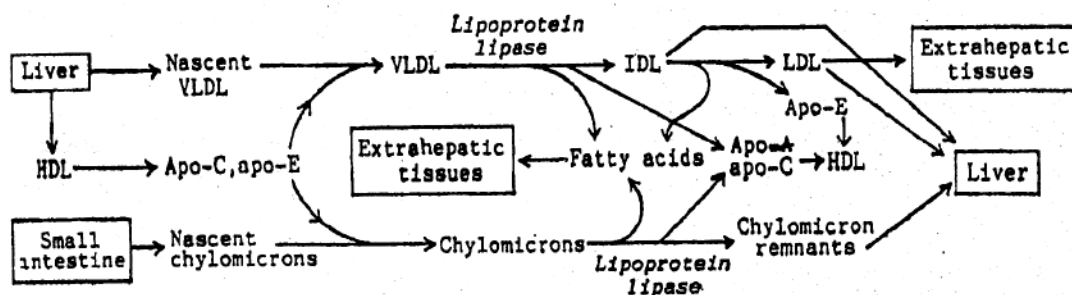 Lipoprotein
lipase
Liver
Nascent
VLDL
VLDL
IDL
LDL
Extrahepatic
tissues
Apo-E
HDL
Apo-C,apo-E
Extrahepatic
tissues
Fatty acids
Apo-A
apo-C
HDL
Liver
Small
intestine
Nascent
chylomicrons
Chylomicrons
Chylomicron
remnants
Lipoprotein
lipase